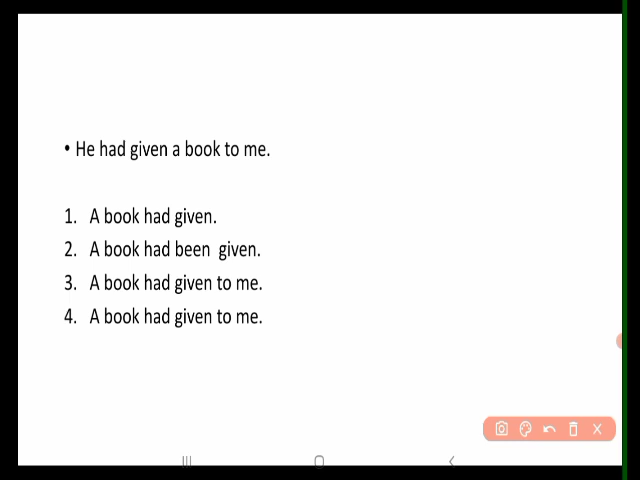 • He had given a book to me.
1. A book had given.
2. A book had been given.
3. A book had given to me.
4. A book had given to me.